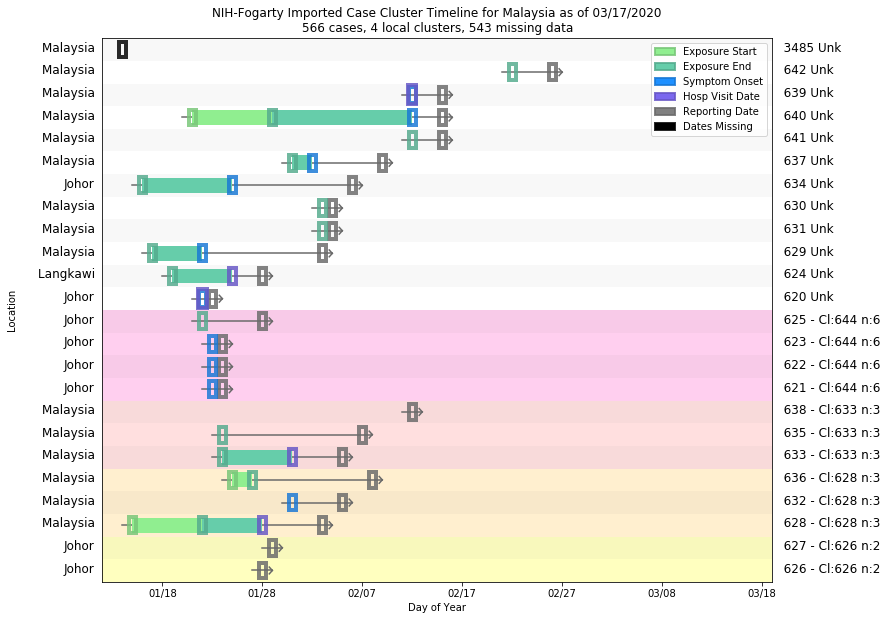 NIH-Fogarty Imported Case Cluster Timeline for Malaysia as of 03/17/2020
566 cases, 4 local clusters, 543 missing data
Exposure Start
Exposure End
Symptom Onset
Hosp Visit Date
Reporting Date
Dates Missing
Location
Malaysia 3485 Unk
Malaysia 642 Unk
Malaysia 639 Unk
Malaysia 640 Unk
Malaysia 641 Unk
Malaysia 637 Unk
Johor 634 Unk
Malaysia 630 Unk
Malaysia 631 Unk
Malaysia 629 Unk
Langkawi 624 Unk
Johor 620 Unk
Johor 625 - Cl:644 n:6
Johor 623 - Cl:644 n:6
Johor 622 - Cl:644 n:6
Johor 621 - Cl:644 n:6
Malaysia 638 - Cl:633 n:3
Malaysia 635 - Cl:633 n:3
Malaysia 633 - Cl:633 n:3
Malaysia 636 - Cl:628 n:3
Malaysia 632 - Cl:628 n:3
Malaysia 628 - Cl:628 n:3
Johor 627 - Cl:626 n:2
Johor 626 - Cl:626 n:2
01/18 01/28 02/07 02/17 02/27 03/08 03/18
Day of Year